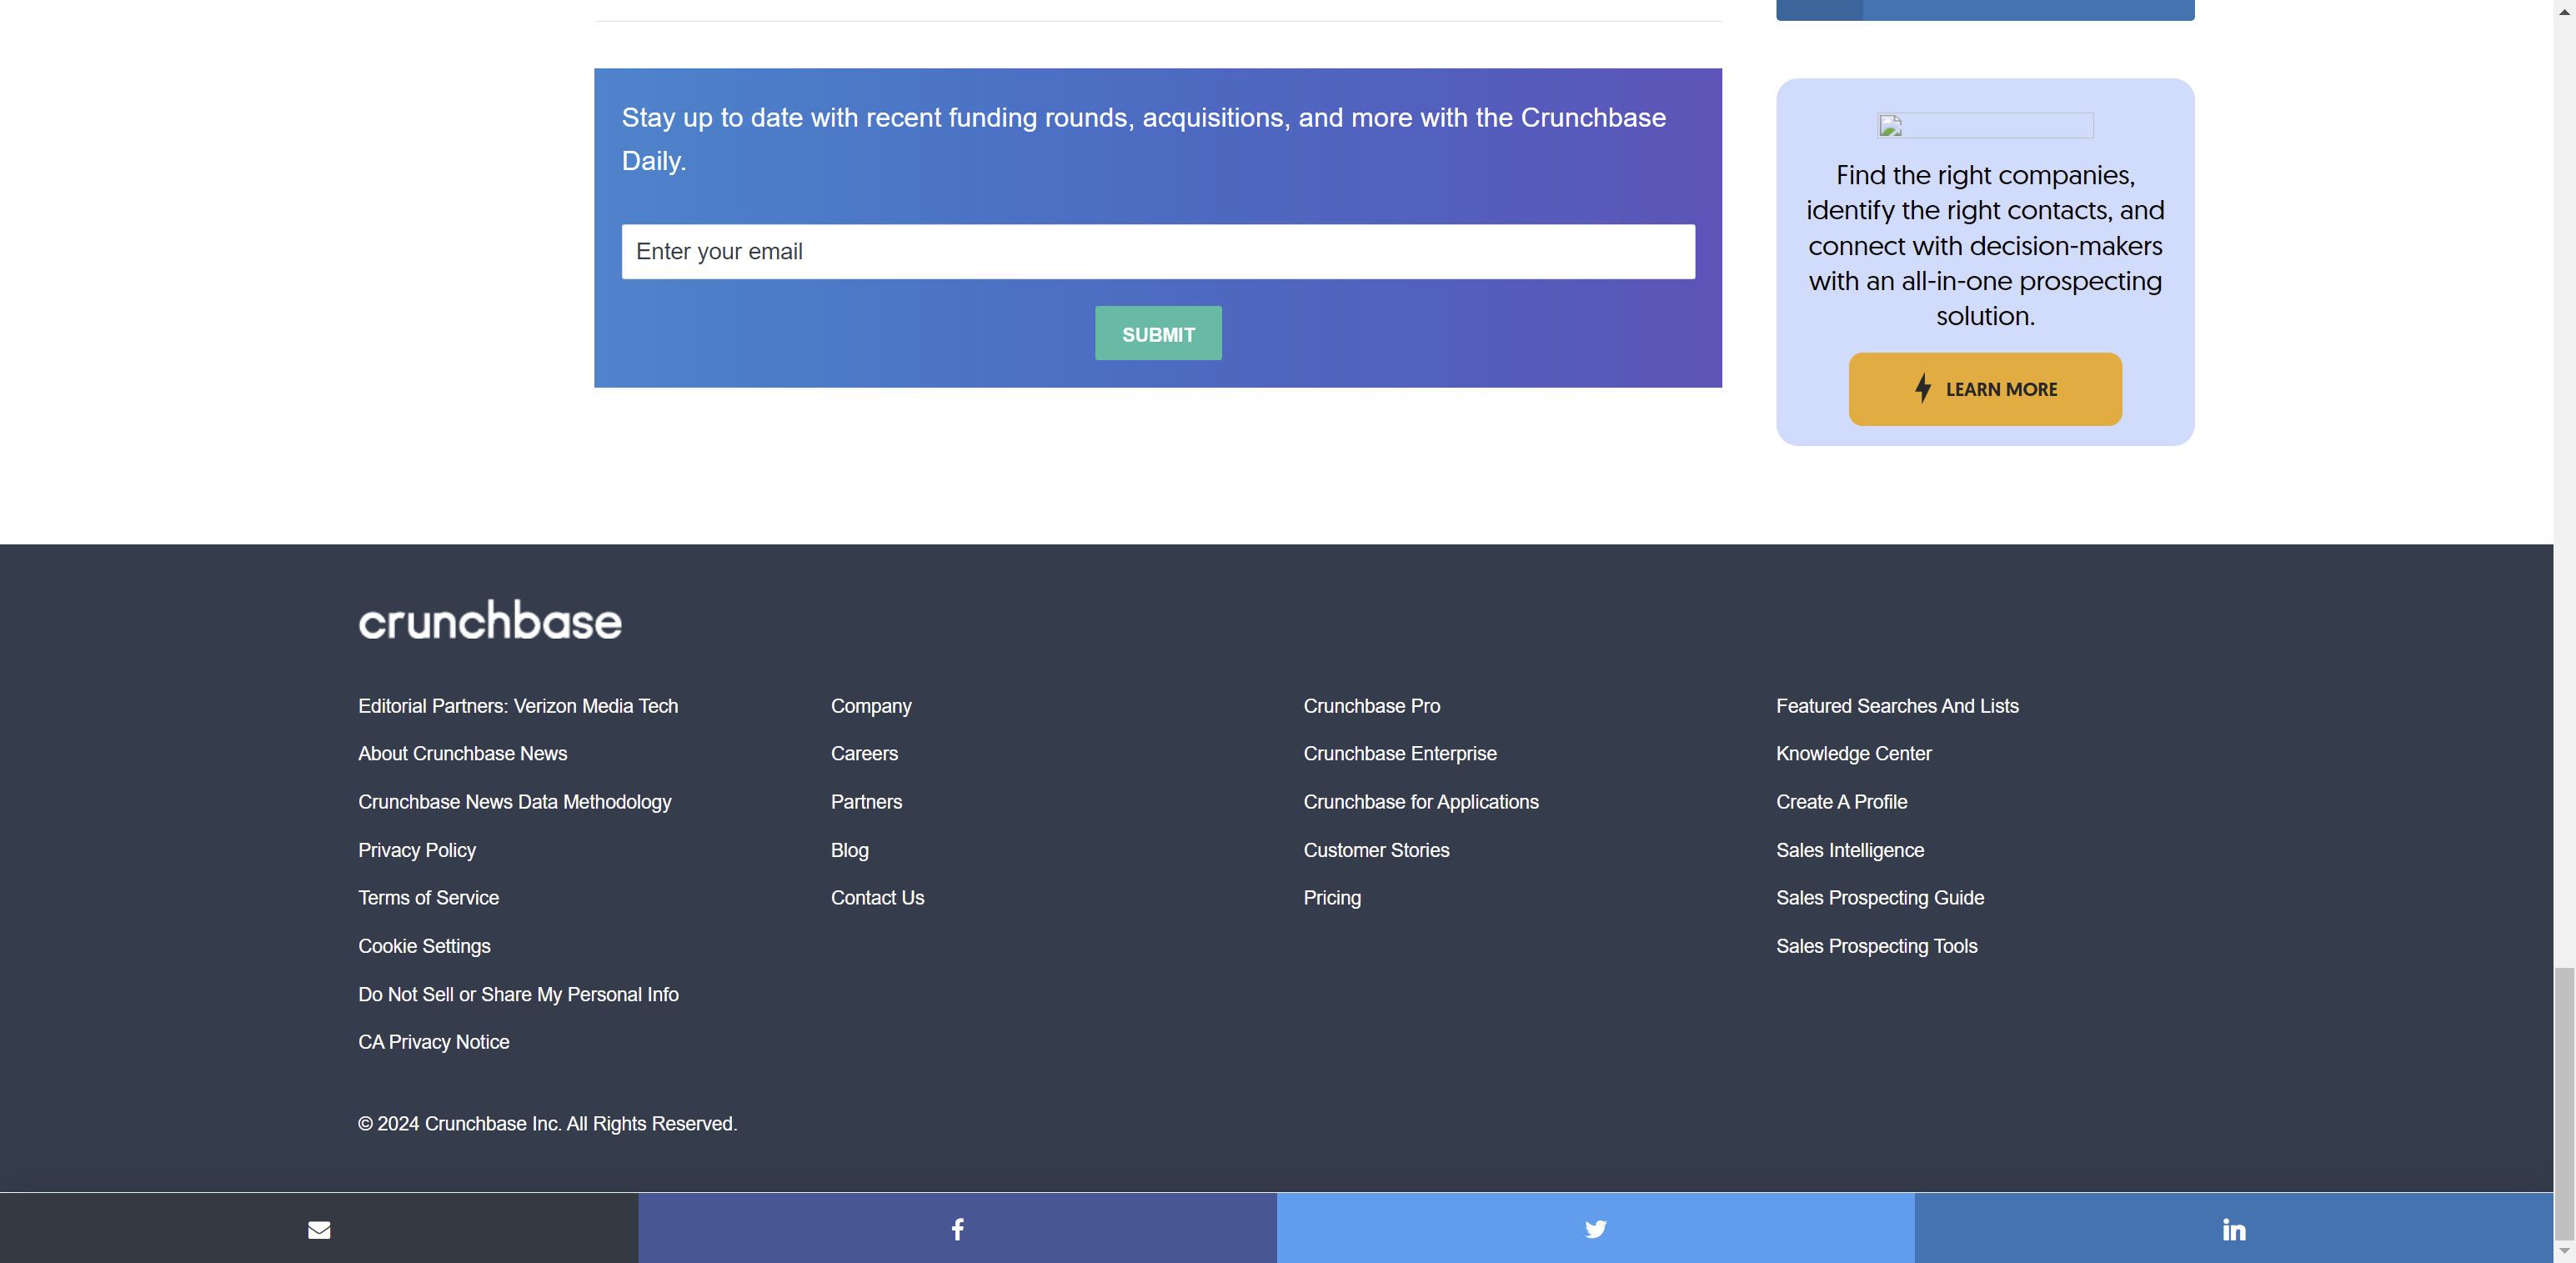 Stay up to date with recent funding rounds, acquisitions, and more with the Crunchbase
Daily.
Enter your email
SUBMIT
Find the right companies,
identify the right contacts, and
connect with decision-makers
with an all-in-one prospecting
solution.
LEARN MORE
crunchbase
Editorial Partners: Verizon Media Tech
About Crunchbase News
Crunchbase News Data Methodology
Privacy Policy
Terms of Service
Cookie Settings
Do Not Sell or Share My Personal Info
CA Privacy Notice
Company
Careers
Partners
Blog
Contact Us
Crunchbase Pro
Crunchbase Enterprise
Crunchbase for Applications
Customer Stories
Pricing
Featured Searches And Lists
Knowledge Center
Create A Profile
Sales Intelligence
Sales Prospecting Guide
Sales Prospecting Tools
© 2024 Crunchbase Inc. All Rights Reserved.